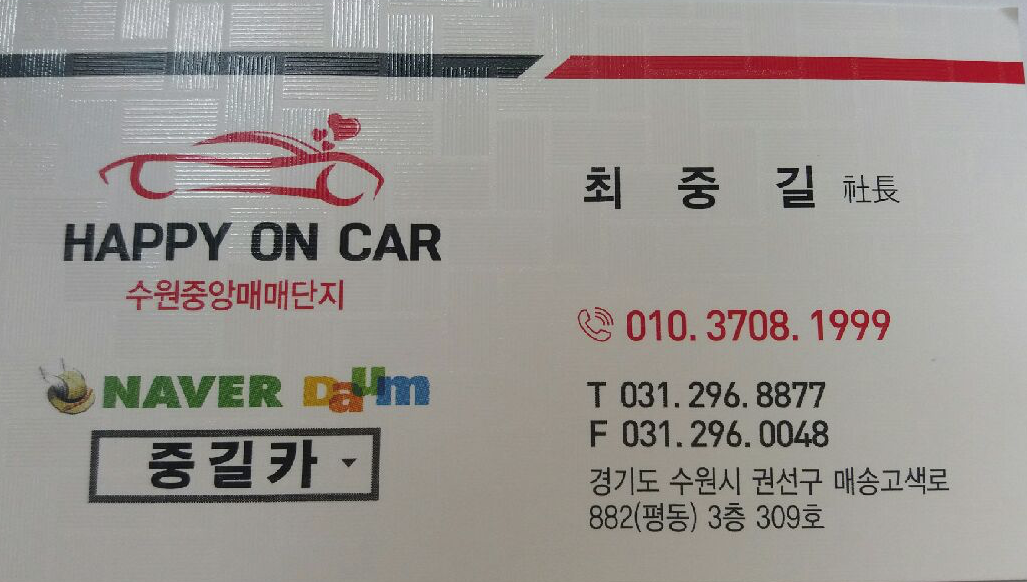 HAPPY ON CAR
수원중앙매매단지
NAVER Daum
중길카
최 중 길 社長
010. 3708. 1999
T 031. 296. 8877
F 031. 296. 0048
경기도 수원시 권선구 매송고색로
882(평동) 3층 309호